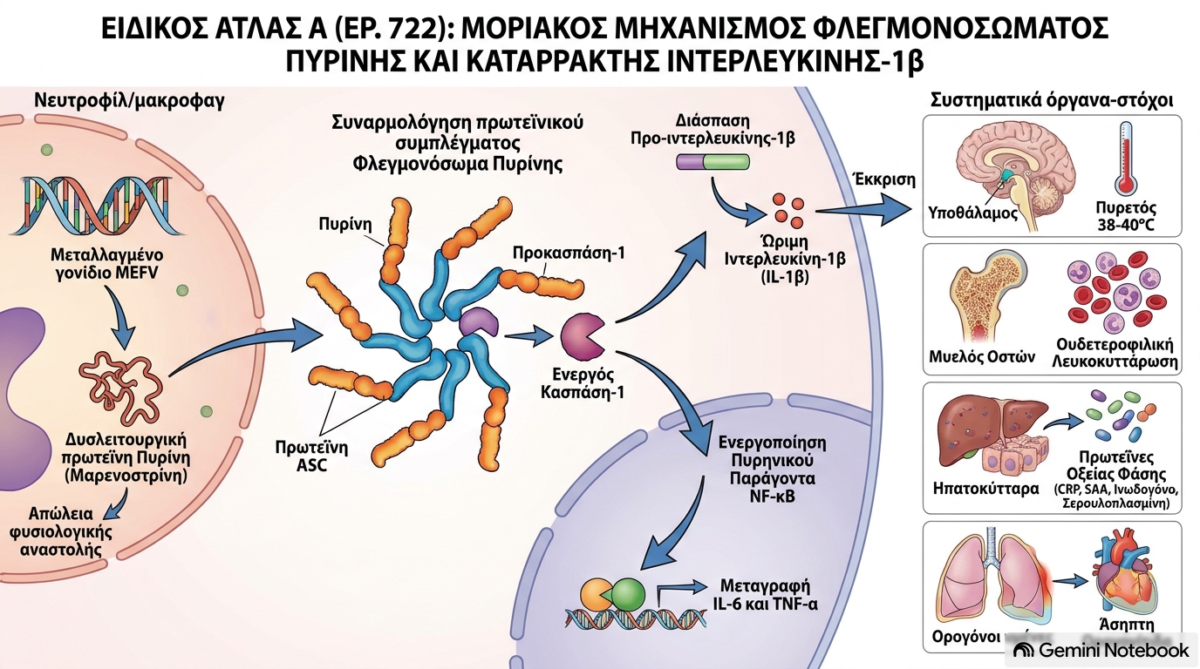 ΕΙΔΙΚΟΣ ΑΤΛΑΣ Α (ΕΡ. 722): ΜΟΡΙΑΚΟΣ ΜΗΧΑΝΙΣΜΟΣ ΦΛΕΓΜΟΝΟΣΩΜΑΤΟΣ
ΠΥΡΙΝΗΣ ΚΑΙ ΚΑΤΑΡΡΑΚΤΗΣ ΙΝΤΕΡΛΕΥΚΙΝΗΣ-1β
Νευτροφίλ/μακροφαγ
Μεταλλαγμένο
γονίδιο MEFV
Δυσλειτουργική
πρωτεΐνη Πυρίνη
(Μαρενοστρίνη)
Απώλεια
φυσιολογικής
αναστολής
Συναρμολόγηση πρωτεϊνικού
συμπλέγματος
Φλεγμονόσωμα Πυρίνης
Πυρίνη
Προκασπάση-1
Πρωτεΐνη
ASC
Ενεργός
Κασπάση-1
Διάσπαση
Προ-ιντερλευκίνης-1β
Ώριμη
Ιντερλευκίνη-1β
(IL-1β)
Έκκριση
Ενεργοποίηση
Πυρηνικού
Παράγοντα
NF-κB
Μεταγραφή
IL-6 και TNF-α
Συστηματικά όργανα-στόχοι
Υποθάλαμος
Πυρετός
38-40°C
Μυελός Οστών
Ουδετεροφιλική
Λευκοκυττάρωση
Ηπατοκύτταρα
Πρωτεΐνες
Οξείας Φάσης
(CRP, SAA, Ινωδογόνο,
Σερουλοπλασμίνη)
Ορογόνοι
Άσηπτη
Gemini Notebook